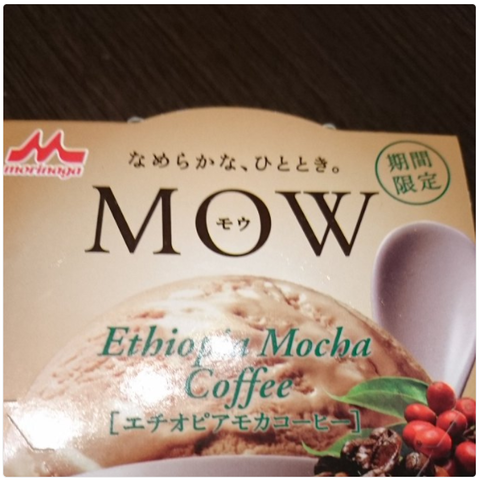 morinaga
なめらかな、ひととき。
期間
限定
MOW
モウ
Ethiopia Mocha
Coffee
[エチオピアモカコーヒー]